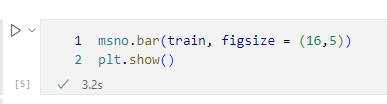 1 msno.bar(train, figsize = (16,5))
2 plt.show()
[5] 3.2s